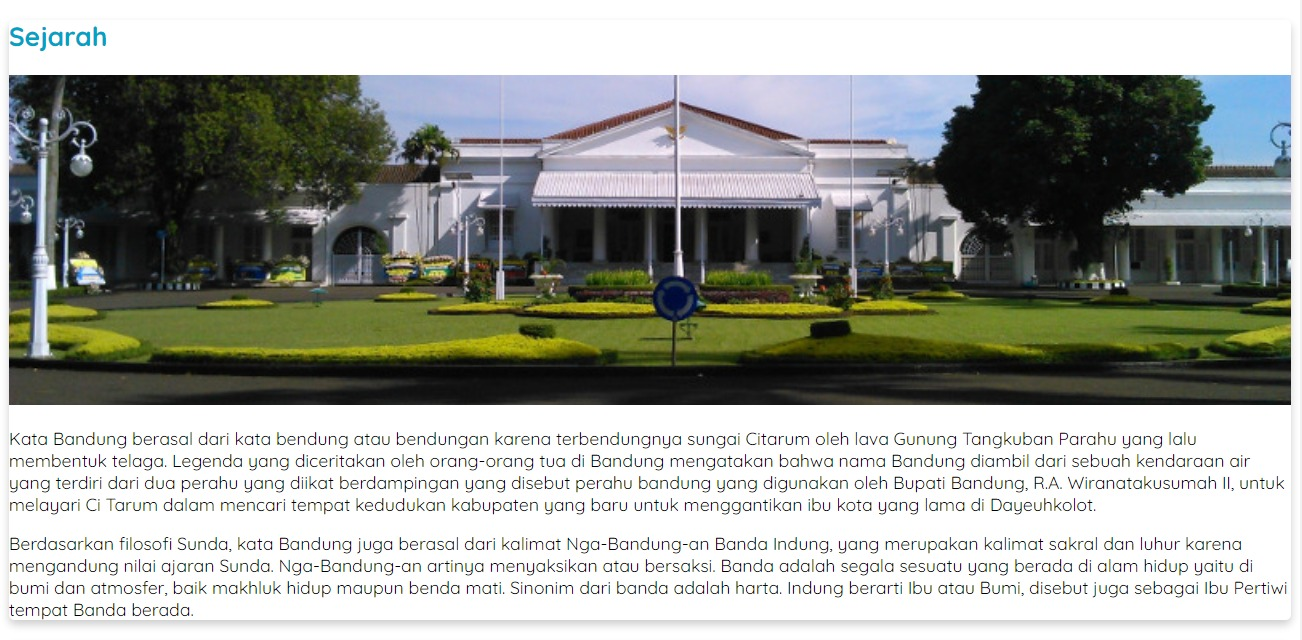 Sejarah
Kata Bandung berasal dari kata bendung atau bendungan karena terbendungnya sungai Citarum oleh lava Gunung Tangkuban Parahu yang lalu
membentuk telaga. Legenda yang diceritakan oleh orang-orang tua di Bandung mengatakan bahwa nama Bandung diambil dari sebuah kendaraan air
yang terdiri dari dua perahu yang diikat berdampingan yang disebut perahu bandung yang digunakan oleh Bupati Bandung, R.A. Wiranatakusumah II, untuk
melayari Ci Tarum dalam mencari tempat kedudukan kabupaten yang baru untuk menggantikan ibu kota yang lama di Dayeuhkolot.
Berdasarkan filosofi Sunda, kata Bandung juga berasal dari kalimat Nga-Bandung-an Banda Indung, yang merupakan kalimat sakral dan luhur karena
mengandung nilai ajaran Sunda. Nga-Bandung-an artinya menyaksikan atau bersaksi. Banda adalah segala sesuatu yang berada di alam hidup yaitu di
bumi dan atmosfer, baik makhluk hidup maupun benda mati. Sinonim dari banda adalah harta. Indung berarti Ibu atau Bumi, disebut juga sebagai Ibu Pertiwi
tempat Banda berada.